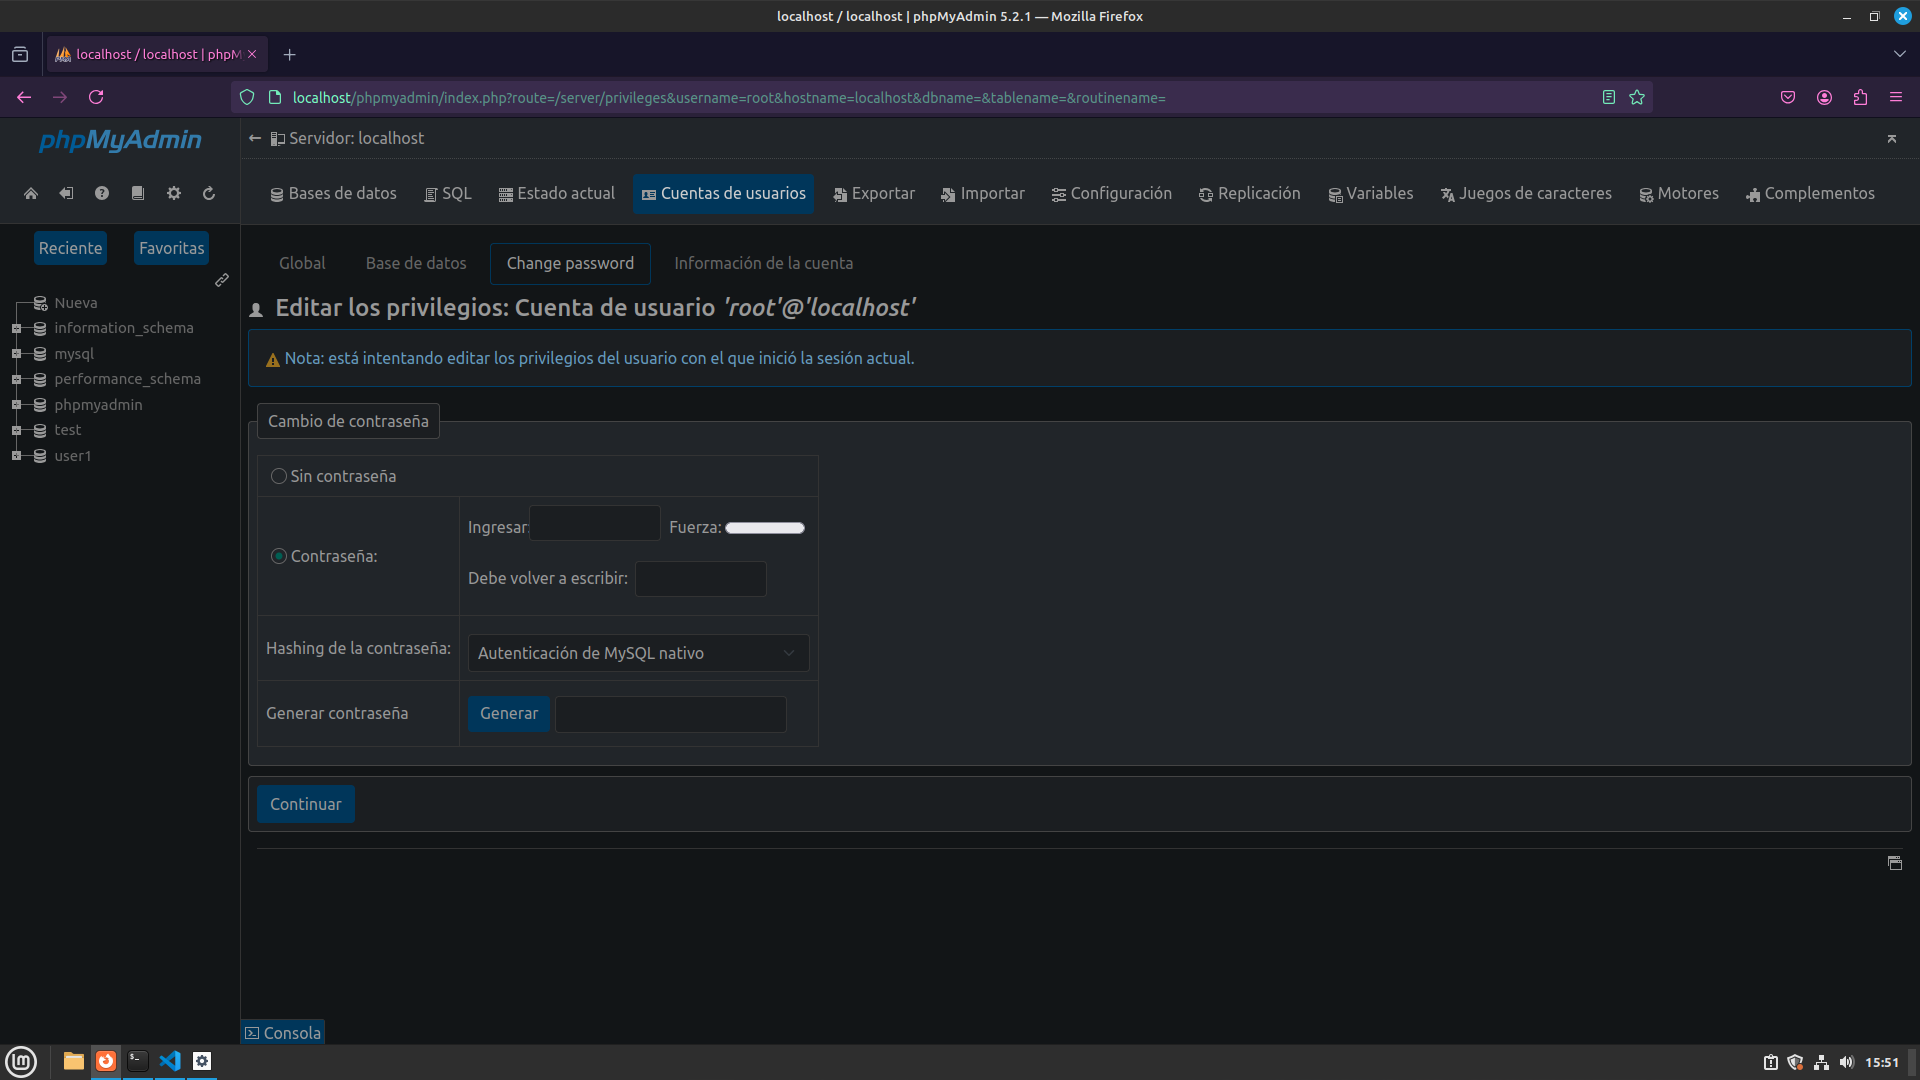 localhost / localhost | phpMyAdmin 5.2.1 — Mozilla Firefox
localhost / localhost | phpM
localhost/phpmyadmin/index.php?route=/server/privileges&username=root&hostname=localhost&dbname=&tablename=&routinename=
phpMyAdmin
Servidor: localhost
Bases de datos
SQL
Estado actual
Cuentas de usuarios
Exportar
Importar
Configuración
Replicación
Variables
Juegos de caracteres
Motores
Complementos
Reciente
Favoritas
Nueva
information_schema
mysql
performance_schema
phpmyadmin
test
user1
Global
Base de datos
Change password
Información de la cuenta
Editar los privilegios: Cuenta de usuario 'root'@'localhost'
Nota: está intentando editar los privilegios del usuario con el que inició la sesión actual.
Cambio de contraseña
Sin contraseña
Contraseña:
Ingresar:
Fuerza:
Debe volver a escribir:
Hashing de la contraseña:
Autenticación de MySQL nativo
Generar contraseña
Generar
Continuar
Consola
15:51